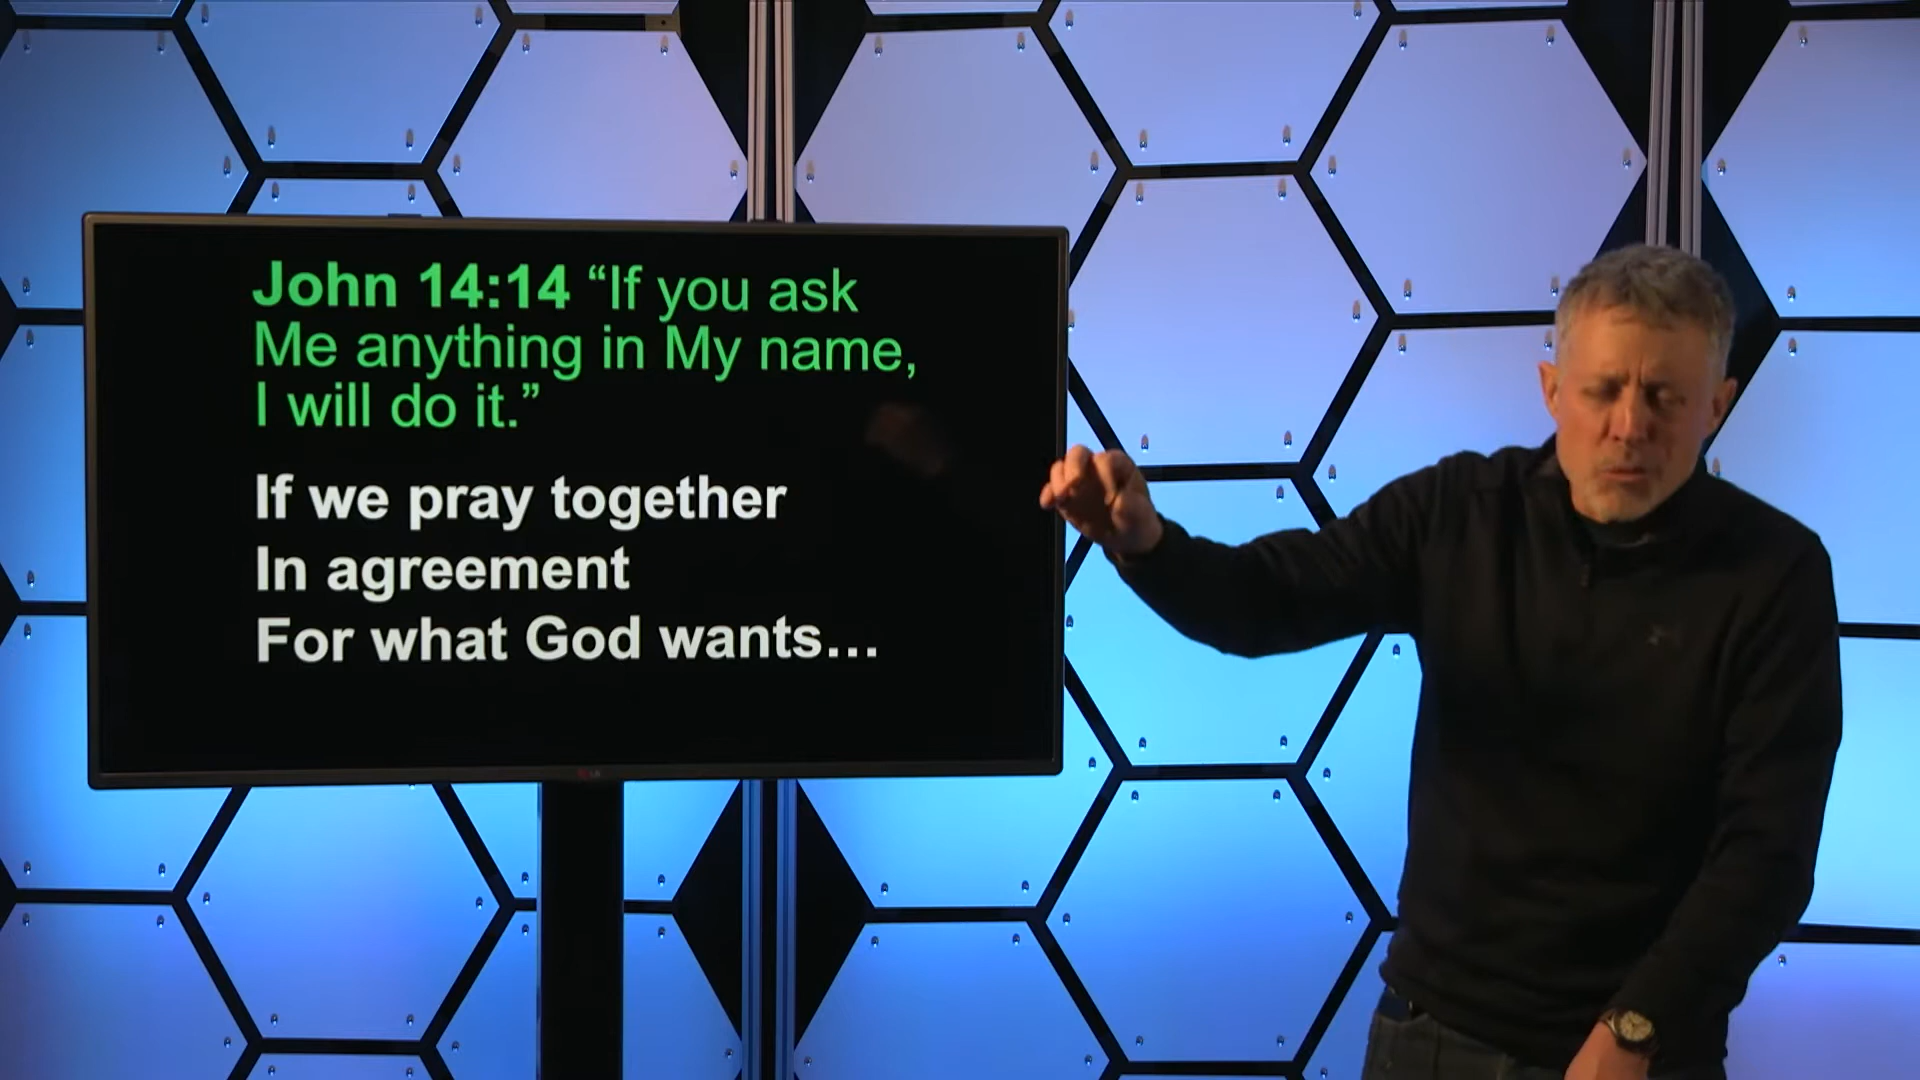 John 14:14 “If you ask
Me anything in My name,
I will do it.”
If we pray together
In agreement
For what God wants…
LG